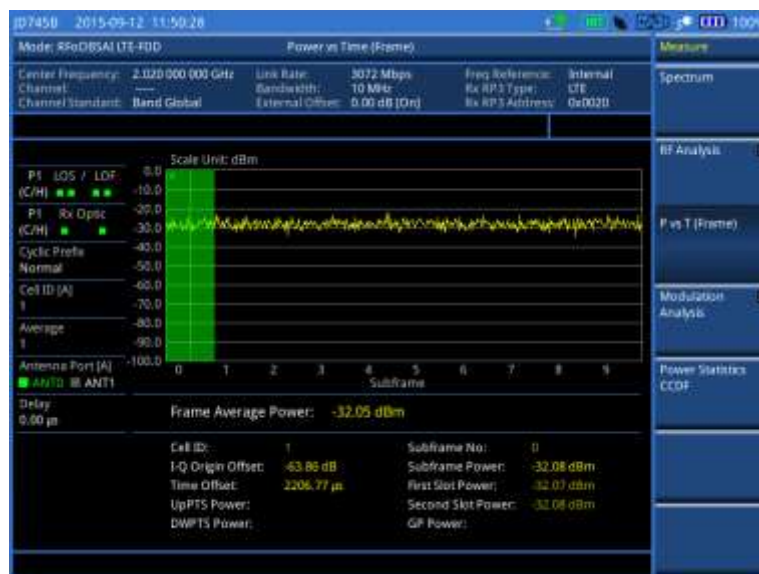 JD745B 2015-09-12 11:50:28
100%
Mode: RFoOBSAI LTE-FDD
Power vs Time (Frame)
Measure
Center Frequency: 2.020 000 000 GHz
Link Rate: 3072 Mbps
Freq Reference: Internal
Channel: ----
Bandwidth: 10 MHz
Rx RP3 Type: LTE
Channel Standard: Band Global
External Offset: 0.00 dB [On]
Rx RP3 Address: 0x0020
Spectrum
RF Analysis
P vs T (Frame)
Modulation
Analysis
Power Statistics
CCDF
P1 LOS / LOF
(C/H)
P1 Rx Optic
(C/H)
Cyclic Prefix
Normal
Cell ID [A]
1
Average
1
Antenna Port [A]
ANT0 ANT1
Delay
0.00 µs
Scale Unit: dBm
0.0
-10.0
-20.0
-30.0
-40.0
-50.0
-60.0
-70.0
-80.0
-90.0
-100.0
0 1 2 3 4 5 6 7 8 9
Subframe
Frame Average Power: -32.05 dBm
Cell ID: 1
Subframe No: 0
I-Q Origin Offset: -63.86 dB
Subframe Power: -32.08 dBm
Time Offset: 2206.77 µs
First Slot Power: -32.07 dBm
UpPTS Power:
Second Slot Power: -32.08 dBm
DWPTS Power:
GP Power: